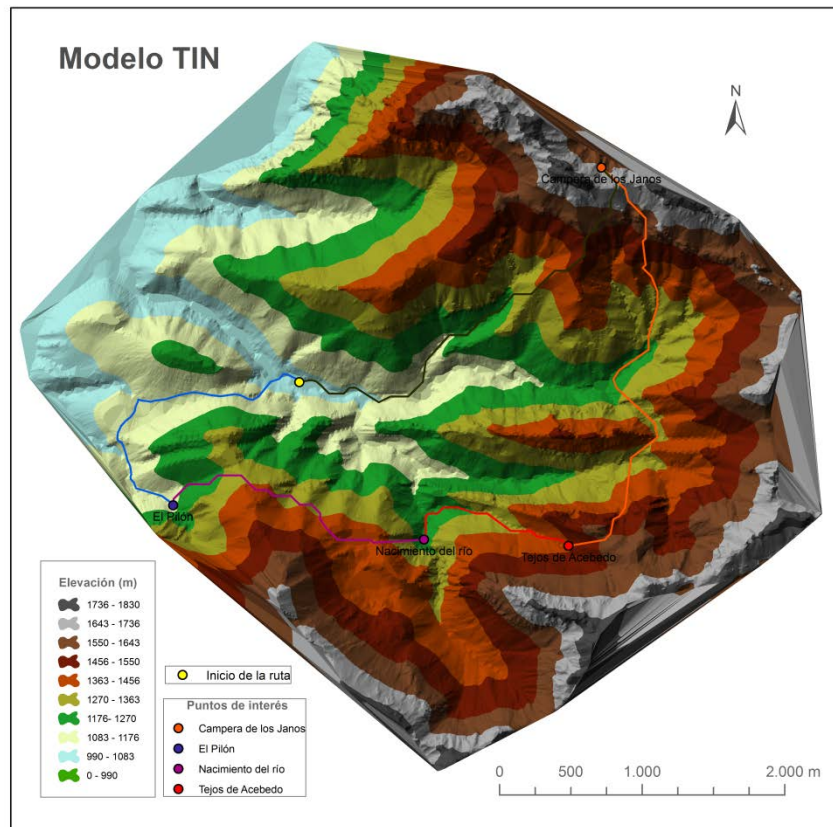 Modelo TIN
N
Campera de los Janos
El Pilón
Nacimiento del río
Tejos de Acebedo
Elevación (m)
1736 - 1830
1643 - 1736
1550 - 1643
1456 - 1550
1363 - 1456
1270 - 1363
1176- 1270
1083 - 1176
990 - 1083
0 - 990
Inicio de la ruta
Puntos de interés
Campera de los Janos
El Pilón
Nacimiento del río
Tejos de Acebedo
0 500 1.000 2.000 m